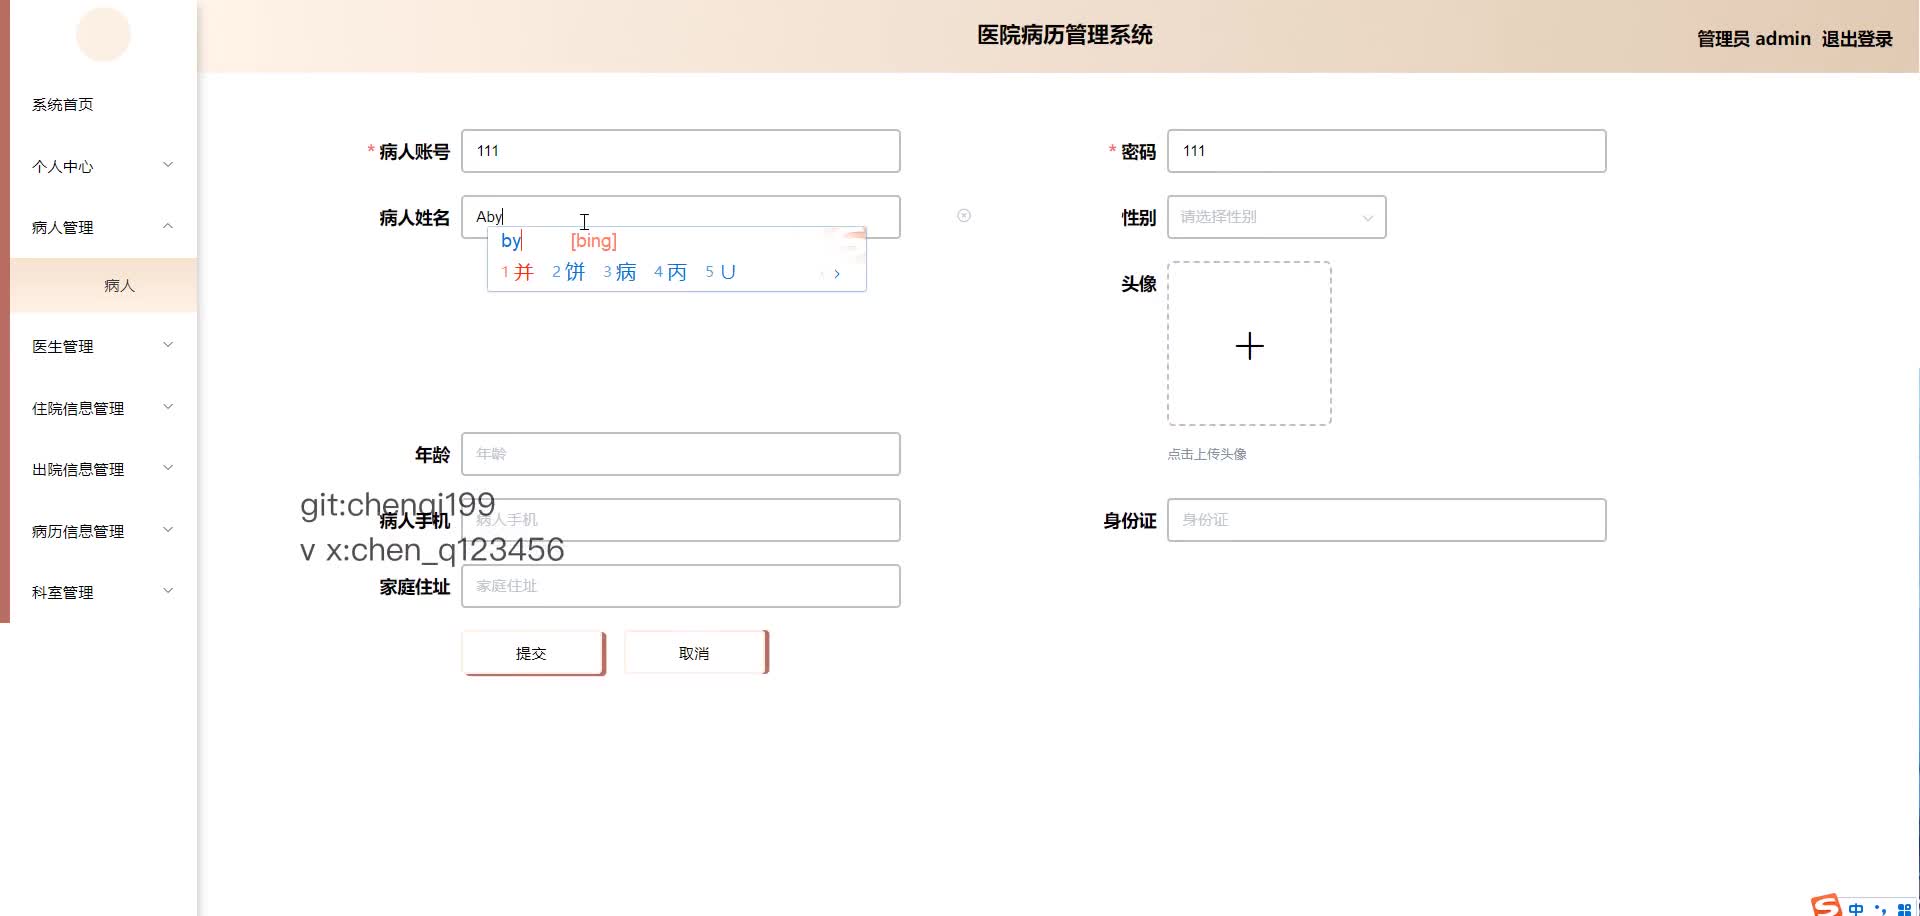 医院病历管理系统
管理员 admin 退出登录
系统首页
个人中心
病人管理
病人
医生管理
住院信息管理
出院信息管理
病历信息管理
科室管理
* 病人账号 111
* 密码 111
病人姓名 Aby
性别 请选择性别
by [bing]
1 并 2 饼 3 病 4 丙 5 U
头像
点击上传头像
年龄 年龄
git:chenqi199
病人手机 病人手机
身份证 身份证
v x:chen_q123456
家庭住址 家庭住址
提交 取消
S 中